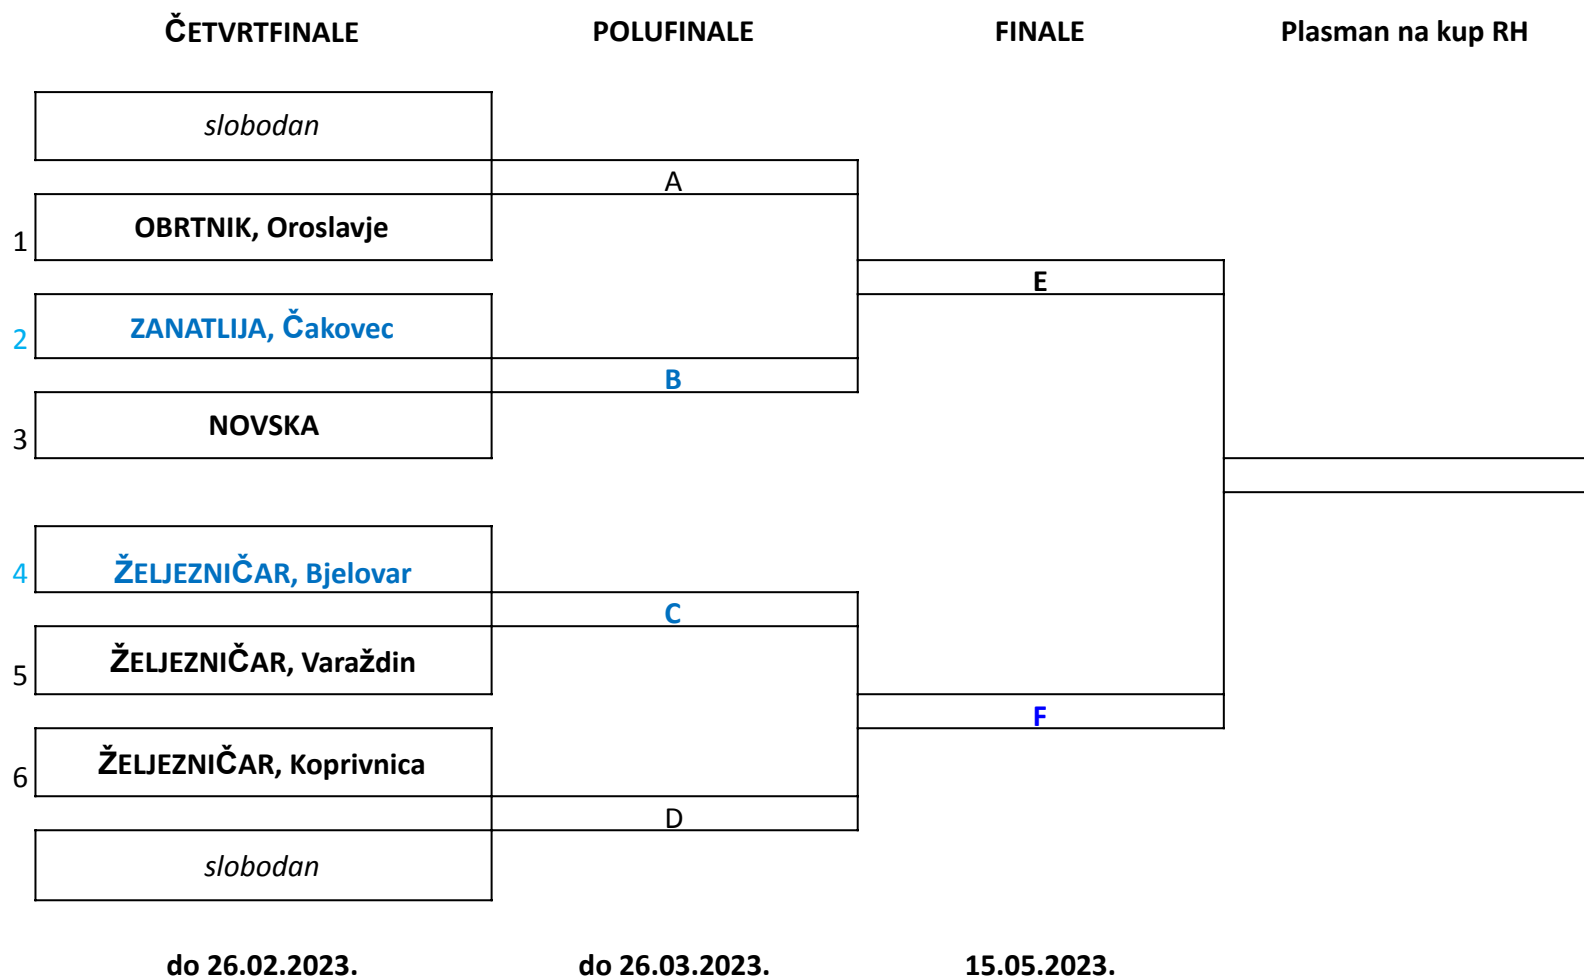 ČETVRTFINALE POLUFINALE FINALE Plasman na kup RH
slobodan
A
1 OBRTNIK, Oroslavje
E
2 ZANATLIJA, Čakovec
B
3 NOVSKA
4 ŽELJEZNIČAR, Bjelovar
C
5 ŽELJEZNIČAR, Varaždin
F
6 ŽELJEZNIČAR, Koprivnica
D
slobodan
do 26.02.2023. do 26.03.2023. 15.05.2023.